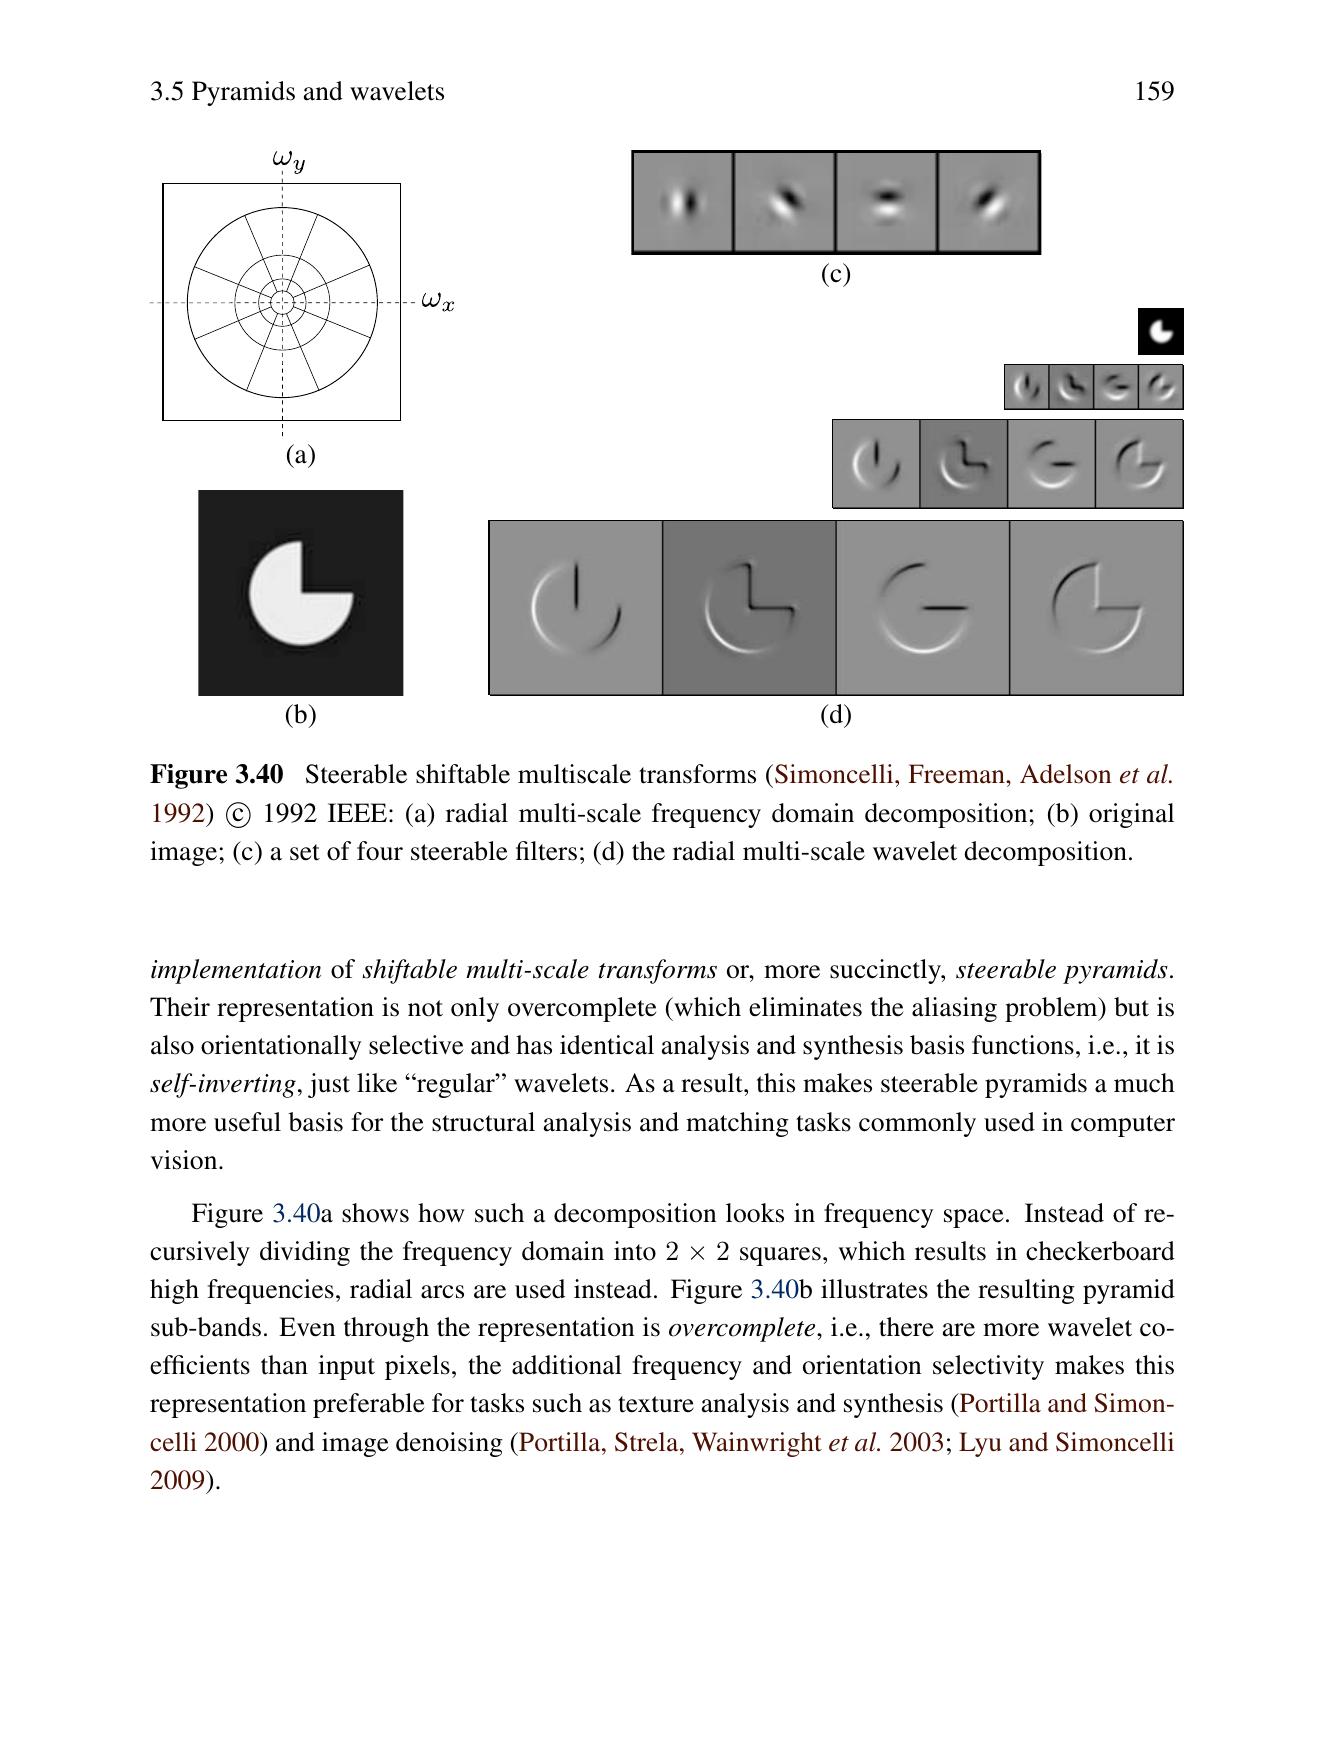 3.5 Pyramids and wavelets 159
ωy
ωx
(a)
(b)
(c)
(d)
Figure 3.40 Steerable shiftable multiscale transforms (Simoncelli, Freeman, Adelson et al.
1992) © 1992 IEEE: (a) radial multi-scale frequency domain decomposition; (b) original
image; (c) a set of four steerable filters; (d) the radial multi-scale wavelet decomposition.
implementation of shiftable multi-scale transforms or, more succinctly, steerable pyramids.
Their representation is not only overcomplete (which eliminates the aliasing problem) but is
also orientationally selective and has identical analysis and synthesis basis functions, i.e., it is
self-inverting, just like “regular” wavelets. As a result, this makes steerable pyramids a much
more useful basis for the structural analysis and matching tasks commonly used in computer
vision.
Figure 3.40a shows how such a decomposition looks in frequency space. Instead of re-
cursively dividing the frequency domain into 2 × 2 squares, which results in checkerboard
high frequencies, radial arcs are used instead. Figure 3.40b illustrates the resulting pyramid
sub-bands. Even through the representation is overcomplete, i.e., there are more wavelet co-
efficients than input pixels, the additional frequency and orientation selectivity makes this
representation preferable for tasks such as texture analysis and synthesis (Portilla and Simon-
celli 2000) and image denoising (Portilla, Strela, Wainwright et al. 2003; Lyu and Simoncelli
2009).